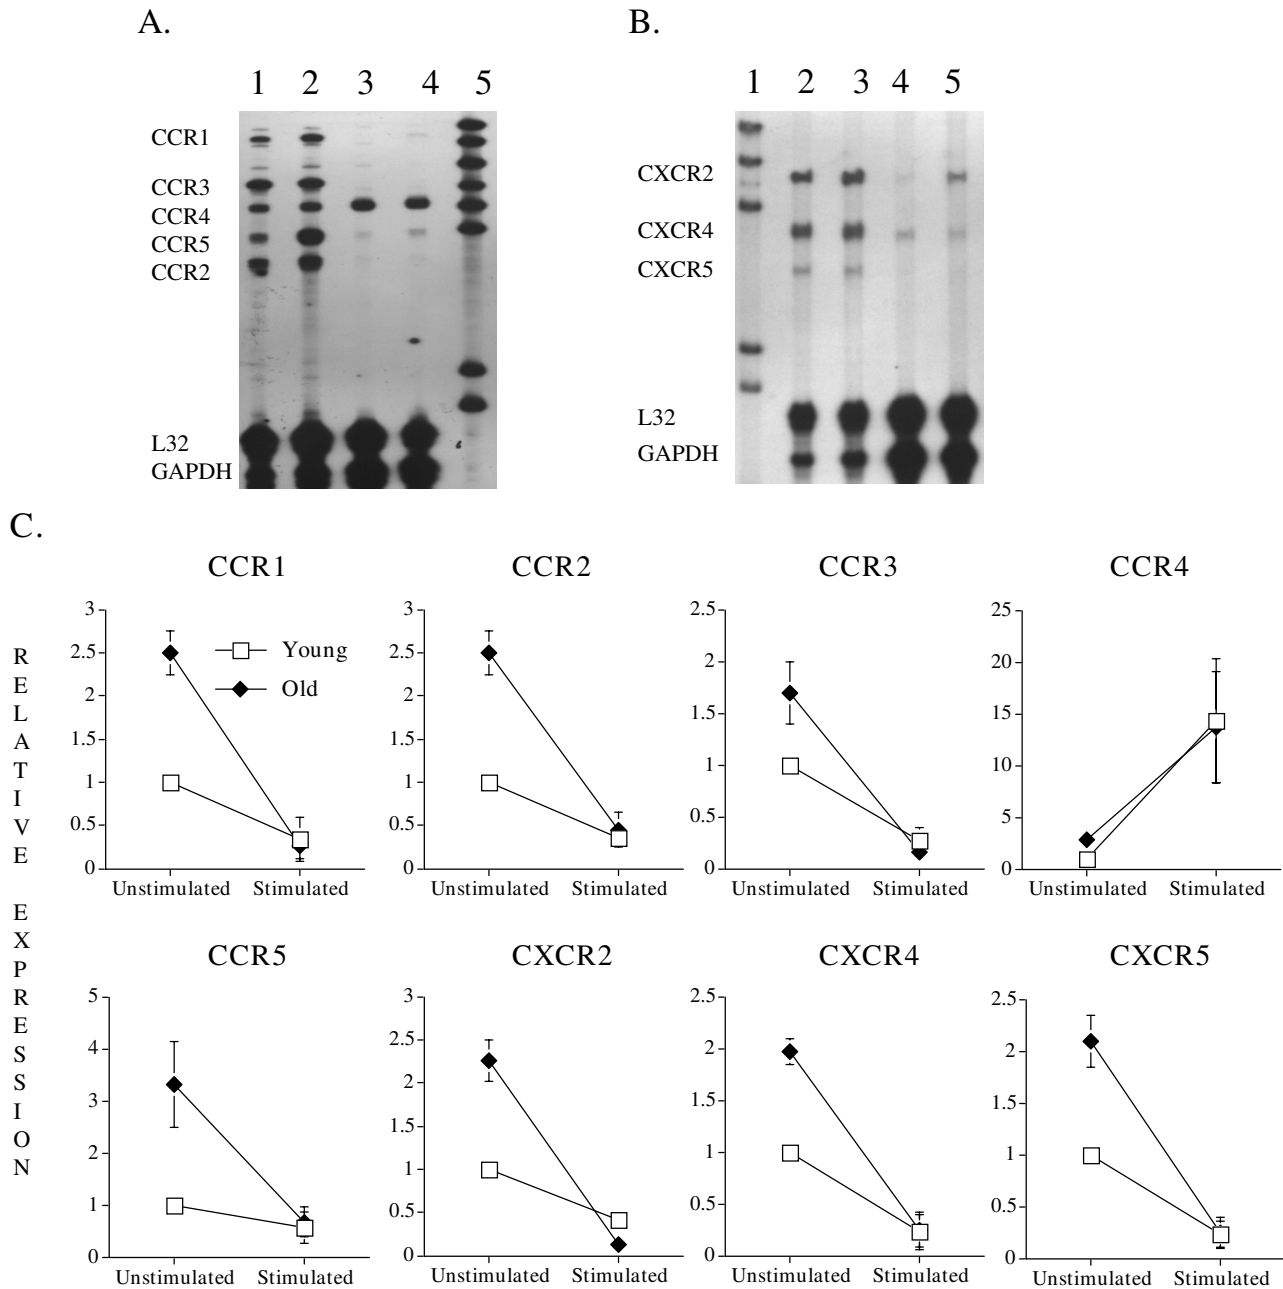 A.
B.
1 2 3 4 5
1 2 3 4 5
CCR1
CCR3
CCR4
CCR5
CCR2
L32
GAPDH
CXCR2
CXCR4
CXCR5
L32
GAPDH
C.
RELATIVE EXPRESSION
CCR1
3
2.5
2
1.5
1
0.5
0
Young
Old
Unstimulated Stimulated
CCR2
3
2.5
2
1.5
1
0.5
0
Unstimulated Stimulated
CCR3
2.5
2
1.5
1
0.5
0
Unstimulated Stimulated
CCR4
25
20
15
10
5
0
Unstimulated Stimulated
CCR5
5
4
3
2
1
0
Unstimulated Stimulated
CXCR2
3
2.5
2
1.5
1
0.5
0
Unstimulated Stimulated
CXCR4
2.5
2
1.5
1
0.5
0
Unstimulated Stimulated
CXCR5
2.5
2
1.5
1
0.5
0
Unstimulated Stimulated